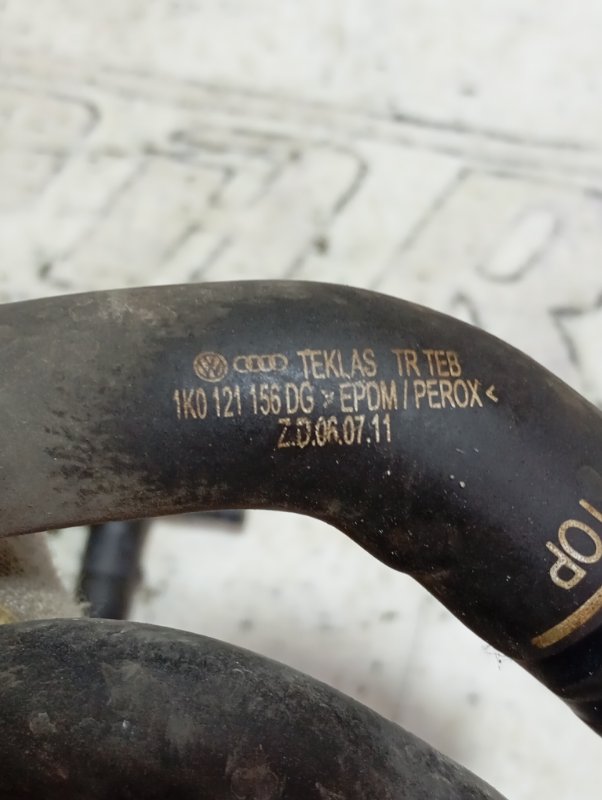 TEKLAS TR TEB
1K0 121 156 DG >EPDM/PEROX<
Z.D.06.07.11
TOP